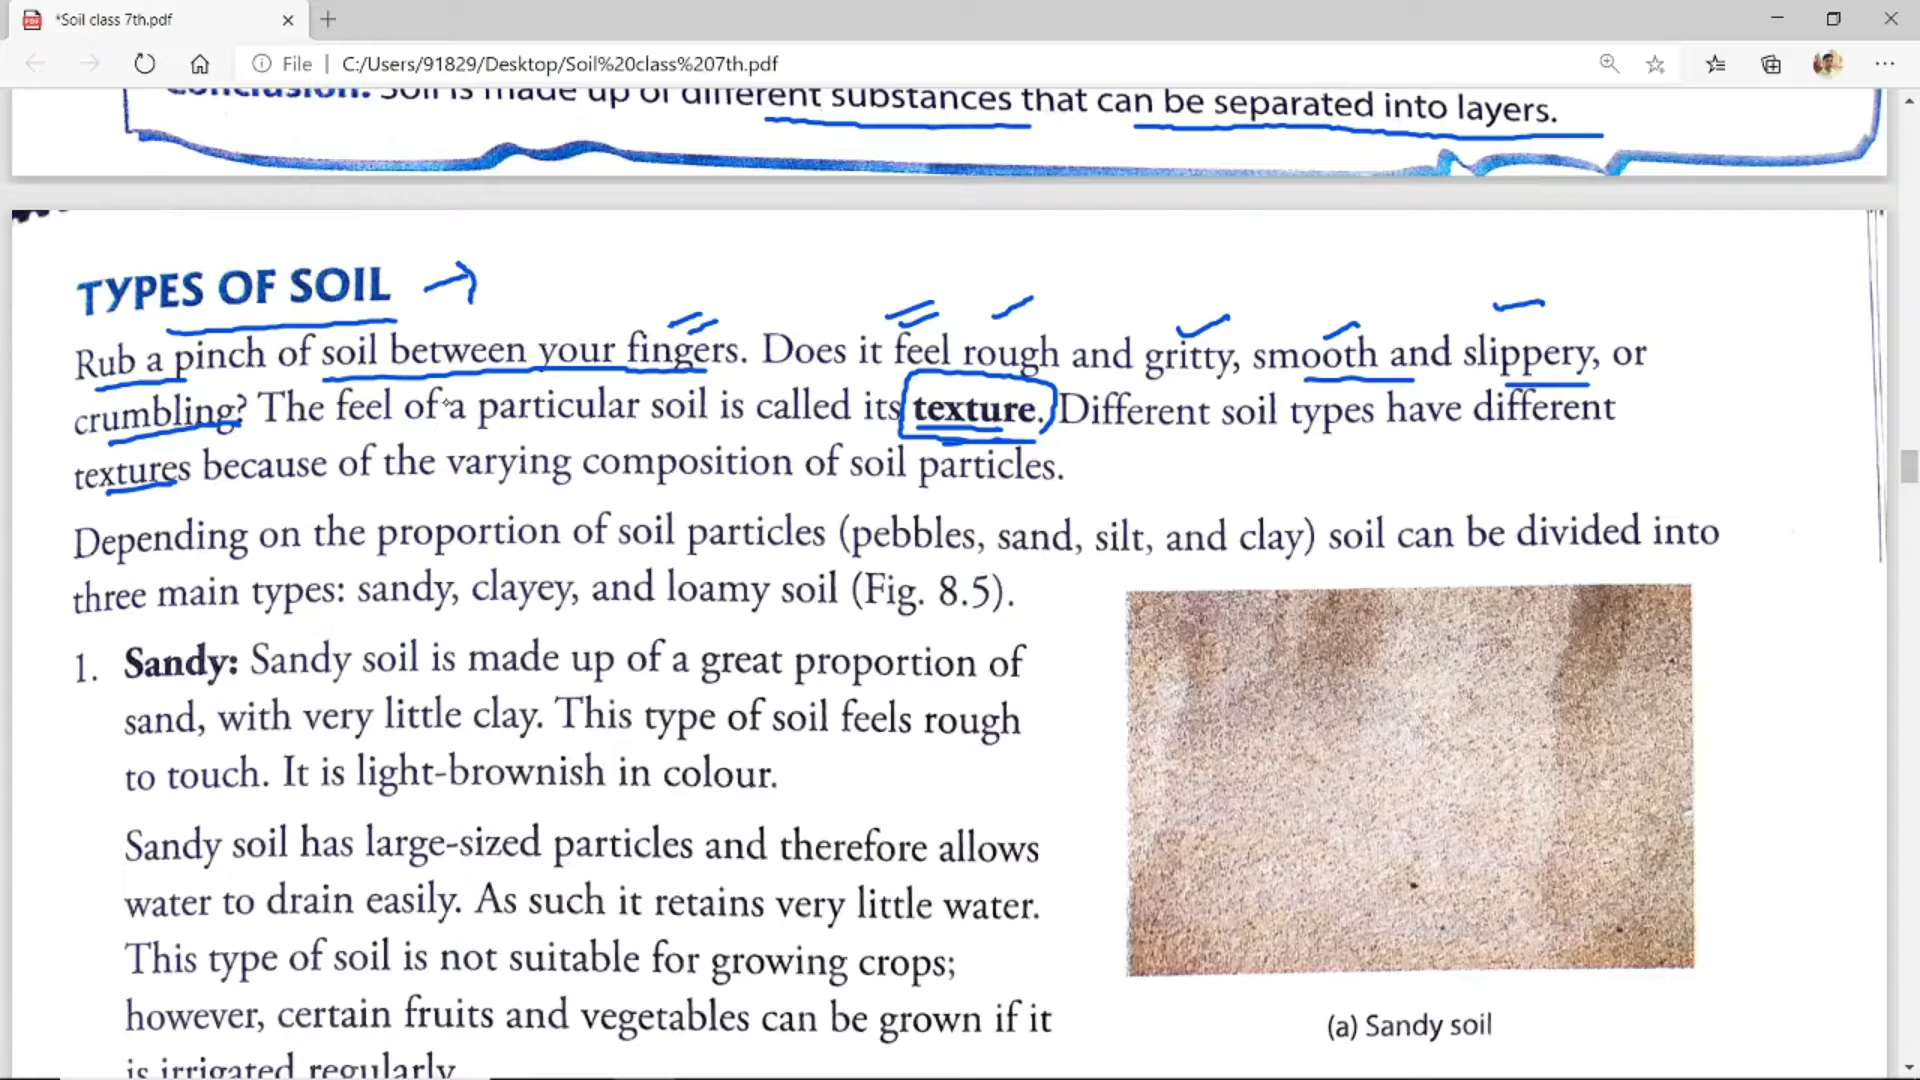 *Soil class 7th.pdf
File | C:/Users/91829/Desktop/Soil%20class%207th.pdf
Conclusion: Soil is made up of different substances that can be separated into layers.
TYPES OF SOIL
Rub a pinch of soil between your fingers. Does it feel rough and gritty, smooth and slippery, or
crumbling? The feel of a particular soil is called its texture. Different soil types have different
textures because of the varying composition of soil particles.
Depending on the proportion of soil particles (pebbles, sand, silt, and clay) soil can be divided into
three main types: sandy, clayey, and loamy soil (Fig. 8.5).
1. Sandy: Sandy soil is made up of a great proportion of
sand, with very little clay. This type of soil feels rough
to touch. It is light-brownish in colour.
Sandy soil has large-sized particles and therefore allows
water to drain easily. As such it retains very little water.
This type of soil is not suitable for growing crops;
however, certain fruits and vegetables can be grown if it
is irrigated regularly
(a) Sandy soil